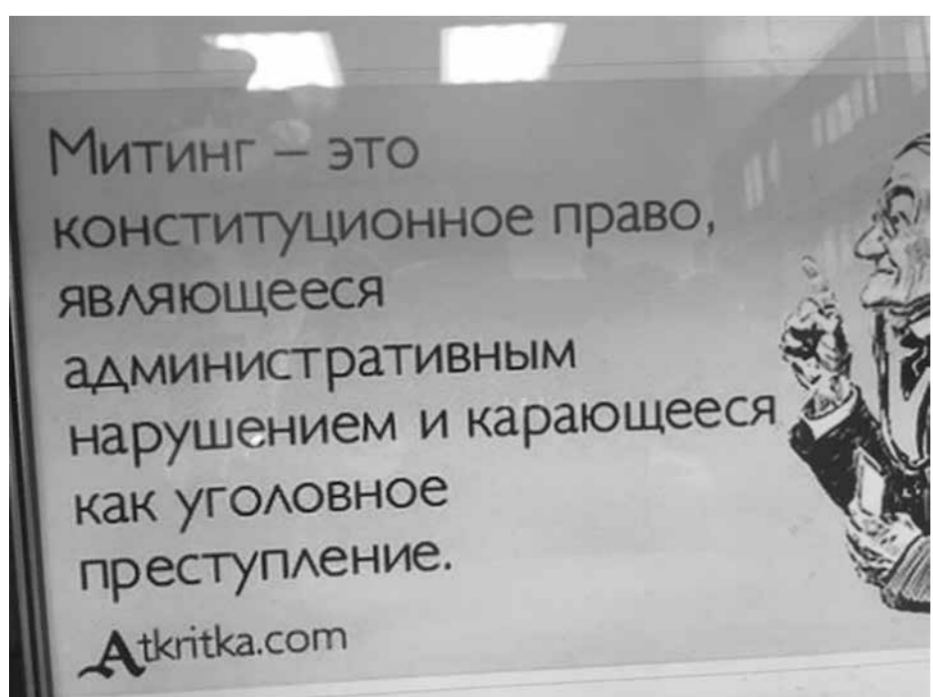 Митинг – это
конституционное право,
являющееся
административным
нарушением и карающееся
как уголовное
преступление.
Atkritka.com